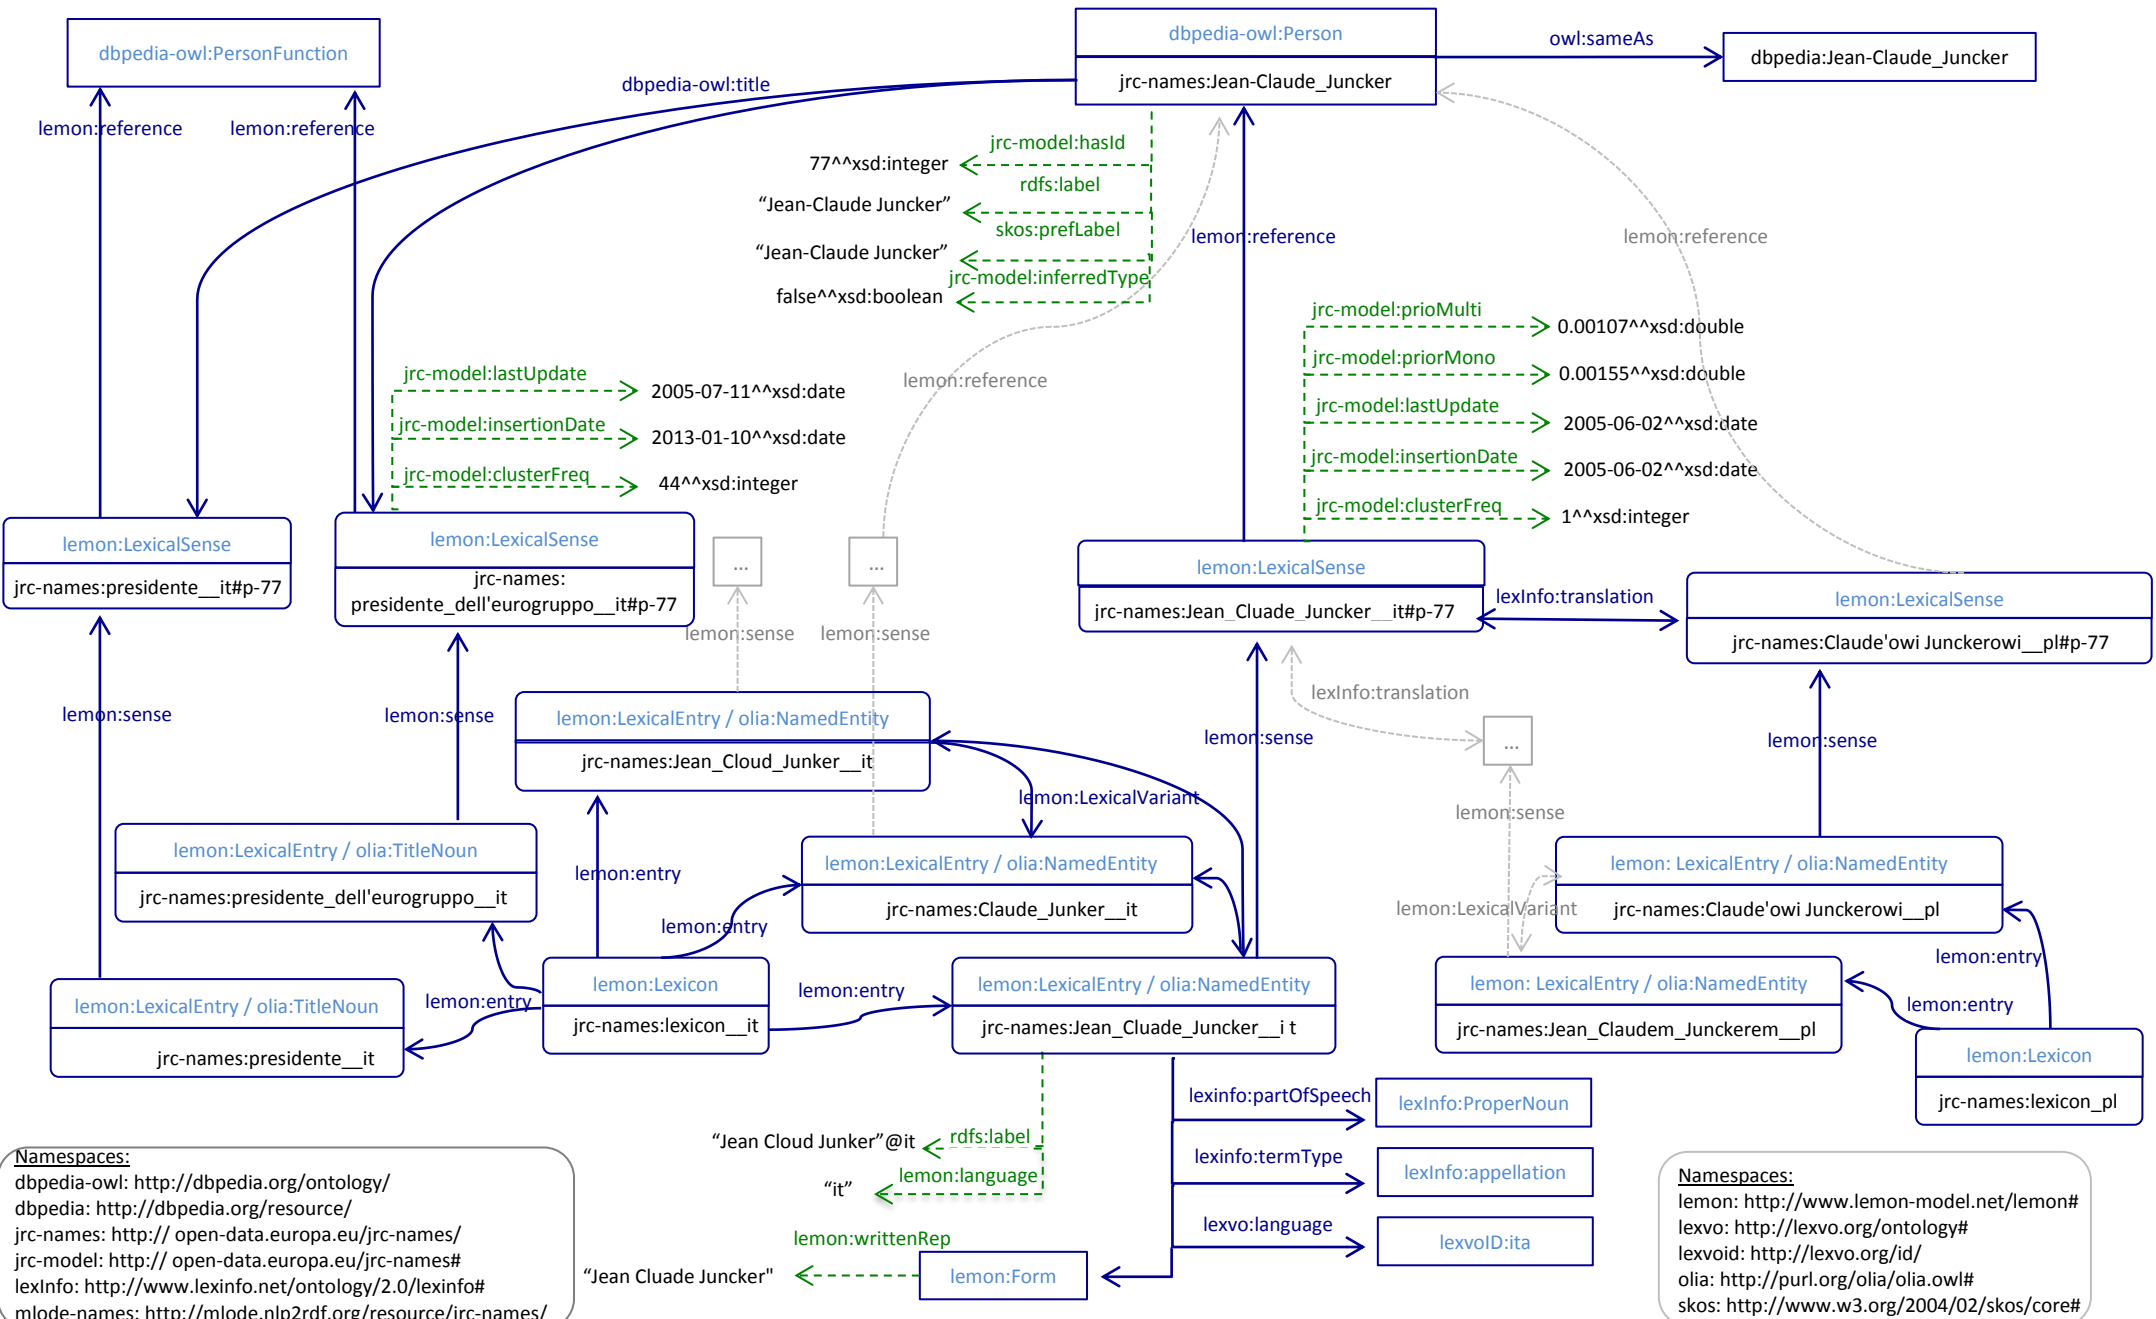 dbpedia-owl:PersonFunction
dbpedia-owl:Person
jrc-names:Jean-Claude_Juncker
owl:sameAs
dbpedia:Jean-Claude_Juncker
dbpedia-owl:title
lemon:reference
lemon:reference
jrc-model:hasId
77^^xsd:integer
rdfs:label
“Jean-Claude Juncker”
skos:prefLabel
“Jean-Claude Juncker”
jrc-model:inferredType
false^^xsd:boolean
lemon:reference
lemon:reference
lemon:reference
jrc-model:prioMulti
0.00107^^xsd:double
jrc-model:priorMono
0.00155^^xsd:double
jrc-model:lastUpdate
2005-06-02^^xsd:date
jrc-model:insertionDate
2005-06-02^^xsd:date
jrc-model:clusterFreq
1^^xsd:integer
jrc-model:lastUpdate
2005-07-11^^xsd:date
jrc-model:insertionDate
2013-01-10^^xsd:date
jrc-model:clusterFreq
44^^xsd:integer
lemon:LexicalSense
jrc-names:presidente__it#p-77
lemon:LexicalSense
jrc-names:
presidente_dell'eurogruppo__it#p-77
...
...
lemon:LexicalSense
jrc-names:Jean_Cluade_Juncker__it#p-77
lexInfo:translation
lemon:LexicalSense
jrc-names:Claude'owi Junckerowi__pl#p-77
lemon:sense
lemon:sense
lemon:sense
lemon:sense
lemon:LexicalEntry / olia:NamedEntity
jrc-names:Jean_Cloud_Junker__it
lemon:sense
lexInfo:translation
...
lemon:sense
lemon:sense
lemon:LexicalVariant
lemon:LexicalEntry / olia:TitleNoun
jrc-names:presidente_dell'eurogruppo__it
lemon:entry
lemon:entry
lemon:LexicalEntry / olia:NamedEntity
jrc-names:Claude_Junker__it
lemon:LexicalVariant
lemon: LexicalEntry / olia:NamedEntity
jrc-names:Claude'owi Junckerowi__pl
lemon:LexicalEntry / olia:TitleNoun
jrc-names:presidente__it
lemon:entry
lemon:Lexicon
jrc-names:lexicon__it
lemon:entry
lemon:LexicalEntry / olia:NamedEntity
jrc-names:Jean_Cluade_Juncker__i t
lemon: LexicalEntry / olia:NamedEntity
jrc-names:Jean_Claudem_Junckerem__pl
lemon:entry
lemon:entry
lemon:Lexicon
jrc-names:lexicon_pl
lexinfo:partOfSpeech
lexInfo:ProperNoun
rdfs:label
“Jean Cloud Junker”@it
lemon:language
“it”
lexinfo:termType
lexInfo:appellation
lexvo:language
lexvoID:ita
lemon:writtenRep
“Jean Cluade Juncker"
lemon:Form
Namespaces:
dbpedia-owl: http://dbpedia.org/ontology/
dbpedia: http://dbpedia.org/resource/
jrc-names: http:// open-data.europa.eu/jrc-names/
jrc-model: http:// open-data.europa.eu/jrc-names#
lexInfo: http://www.lexinfo.net/ontology/2.0/lexinfo#
mlode-names: http://mlode.nlp2rdf.org/resource/jrc-names/
Namespaces:
lemon: http://www.lemon-model.net/lemon#
lexvo: http://lexvo.org/ontology#
lexvoid: http://lexvo.org/id/
olia: http://purl.org/olia/olia.owl#
skos: http://www.w3.org/2004/02/skos/core#